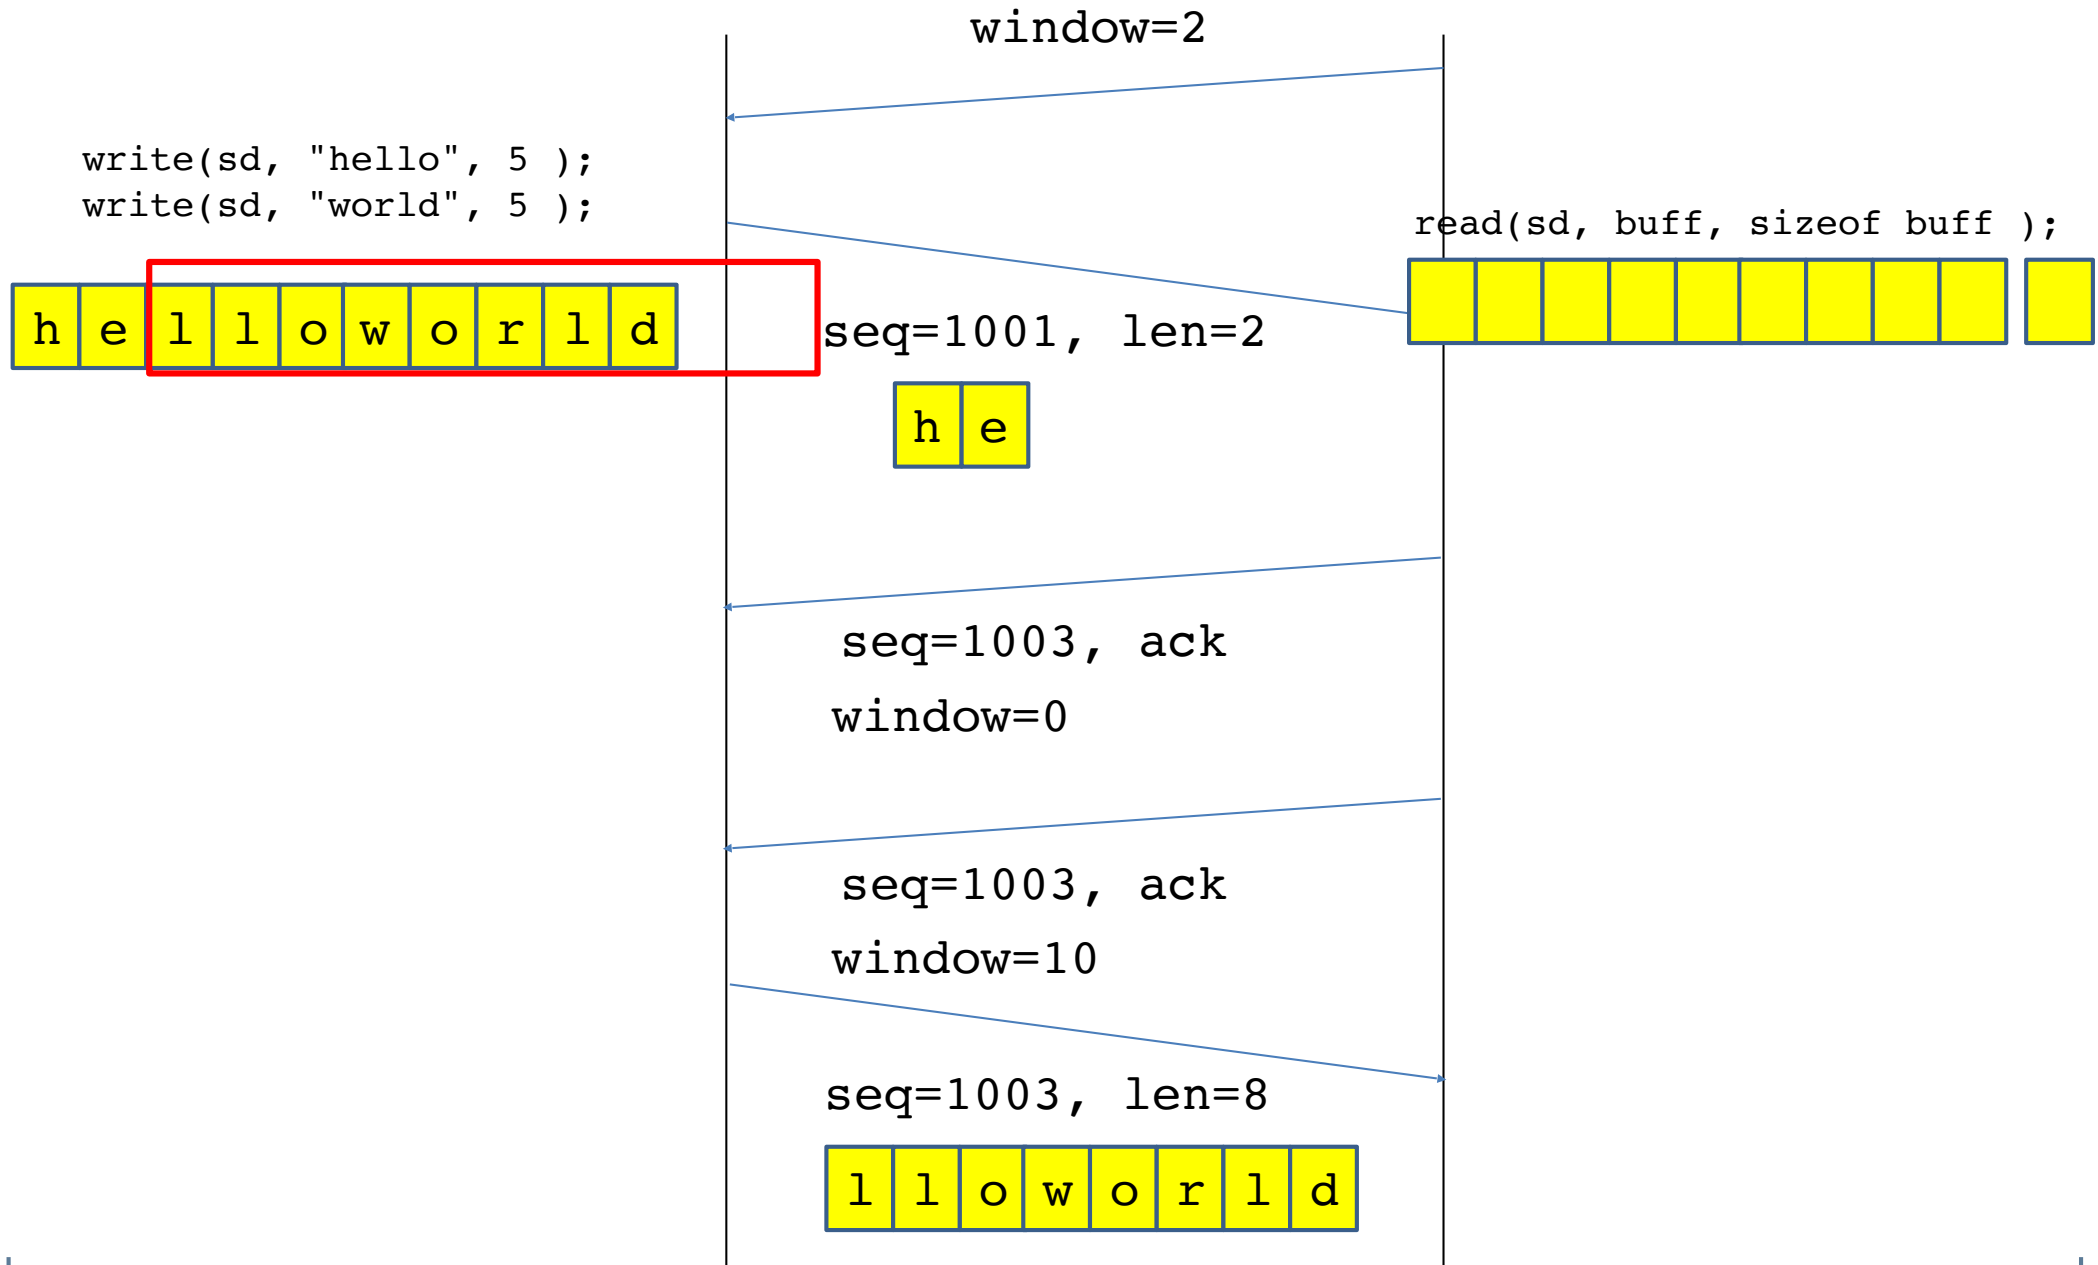 window=2
write(sd, "hello", 5 );
write(sd, "world", 5 );
read(sd, buff, sizeof buff );
h e l l o w o r l d
seq=1001, len=2
h e
seq=1003, ack
window=0
seq=1003, ack
window=10
seq=1003, len=8
l l o w o r l d